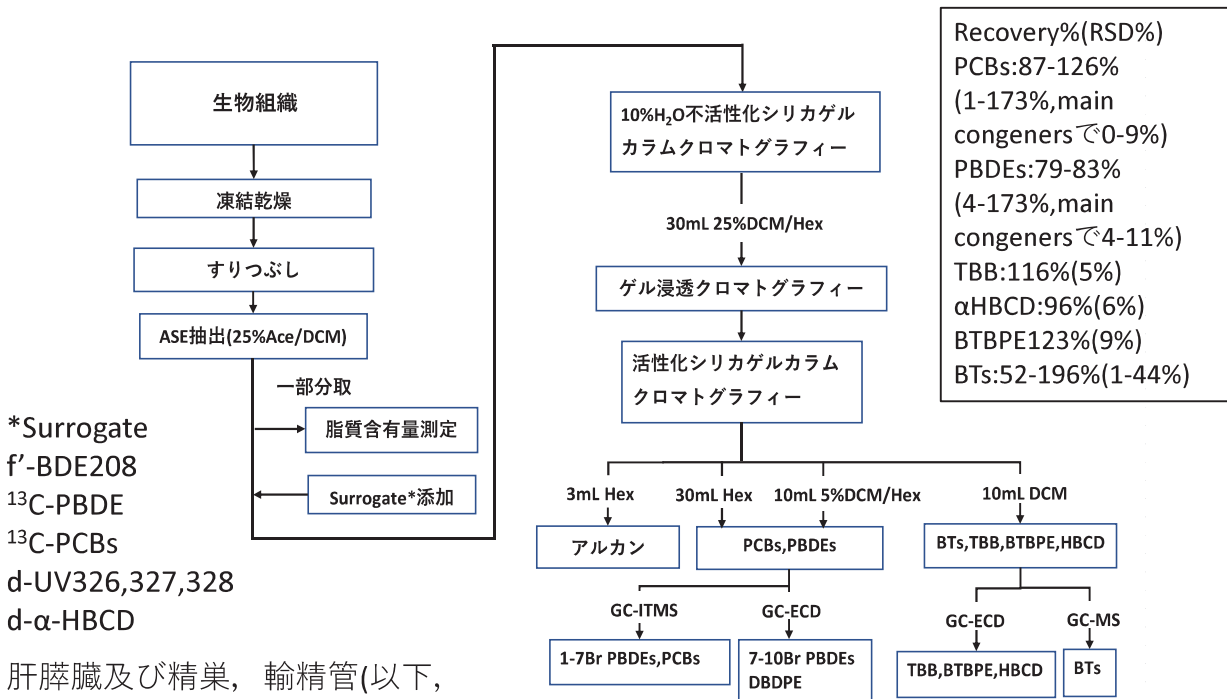 生物組織
凍結乾燥
すりつぶし
ASE抽出(25%Ace/DCM)
一部分取
脂質含有量測定
Surrogate*添加
*Surrogate
f’-BDE208
¹³C-PBDE
¹³C-PCBs
d-UV326,327,328
d-α-HBCD
肝膵臓及び精巣，輸精管(以下，
10%H₂O不活性化シリカゲル
カラムクロマトグラフィー
30mL 25%DCM/Hex
ゲル浸透クロマトグラフィー
活性化シリカゲルカラム
クロマトグラフィー
3mL Hex
30mL Hex
10mL 5%DCM/Hex
10mL DCM
アルカン
PCBs,PBDEs
BTs,TBB,BTBPE,HBCD
GC-ITMS
GC-ECD
GC-ECD
GC-MS
1-7Br PBDEs,PCBs
7-10Br PBDEs
DBDPE
TBB,BTBPE,HBCD
BTs
Recovery%(RSD%)
PCBs:87-126%
(1-173%,main
congenersで0-9%)
PBDEs:79-83%
(4-173%,main
congenersで4-11%)
TBB:116%(5%)
αHBCD:96%(6%)
BTBPE123%(9%)
BTs:52-196%(1-44%)